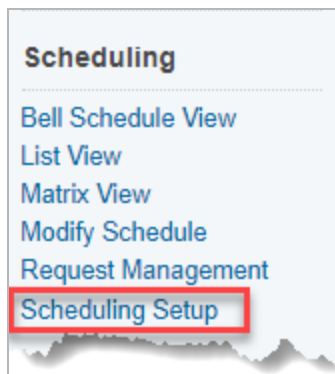 Scheduling
Bell Schedule View
List View
Matrix View
Modify Schedule
Request Management
Scheduling Setup